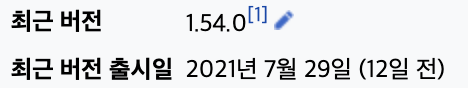 최근 버전 1.54.0[1]
최근 버전 출시일 2021년 7월 29일 (12일 전)